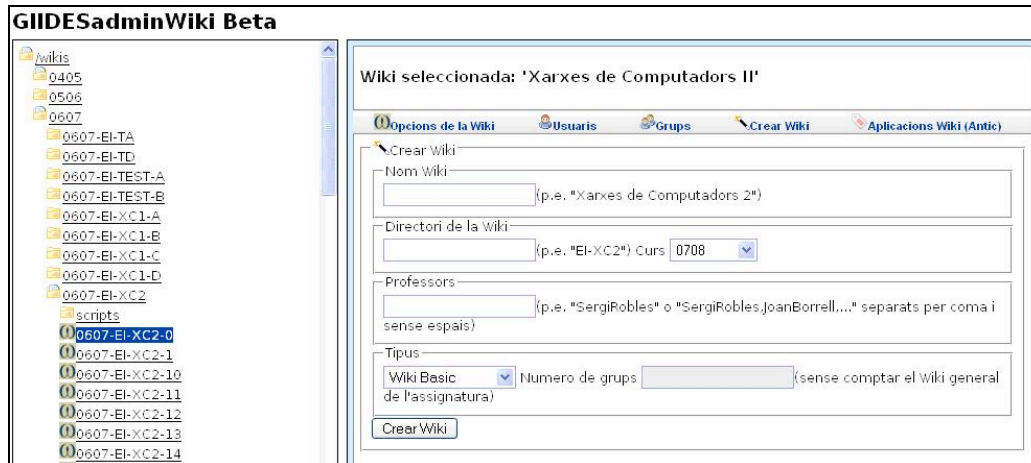 GIIDESadminWiki Beta
/wikis
0405
0506
0607
0607-EI-TA
0607-EI-TD
0607-EI-TEST-A
0607-EI-TEST-B
0607-EI-XC1-A
0607-EI-XC1-B
0607-EI-XC1-C
0607-EI-XC1-D
0607-EI-XC2
scripts
0607-EI-XC2-0
0607-EI-XC2-1
0607-EI-XC2-10
0607-EI-XC2-11
0607-EI-XC2-12
0607-EI-XC2-13
0607-EI-XC2-14
Wiki seleccionada: 'Xarxes de Computadors II'
Opcions de la Wiki Usuaris Grups Crear Wiki Aplicacions Wiki (Antic)
Crear Wiki
Nom Wiki
(p.e. "Xarxes de Computadors 2")
Directori de la Wiki
(p.e. "EI-XC2") Curs 0708
Professors
(p.e. "SergiRobles" o "SergiRobles,JoanBorrell,..." separats per coma i
sense espais)
Tipus
Wiki Basic Numero de grups (sense comptar el Wiki general
de l'assignatura)
Crear Wiki